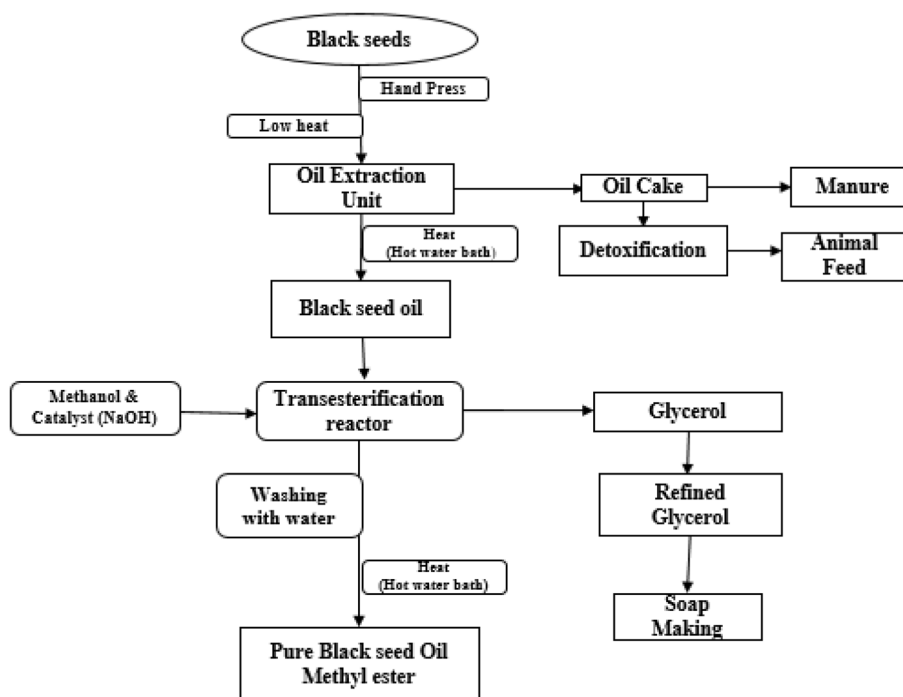 Black seeds
Hand Press
Low heat
Oil Extraction
Unit
Oil Cake
Manure
Heat
(Hot water bath)
Detoxification
Animal
Feed
Black seed oil
Methanol &
Catalyst (NaOH)
Transesterification
reactor
Glycerol
Washing
with water
Refined
Glycerol
Heat
(Hot water bath)
Soap
Making
Pure Black seed Oil
Methyl ester